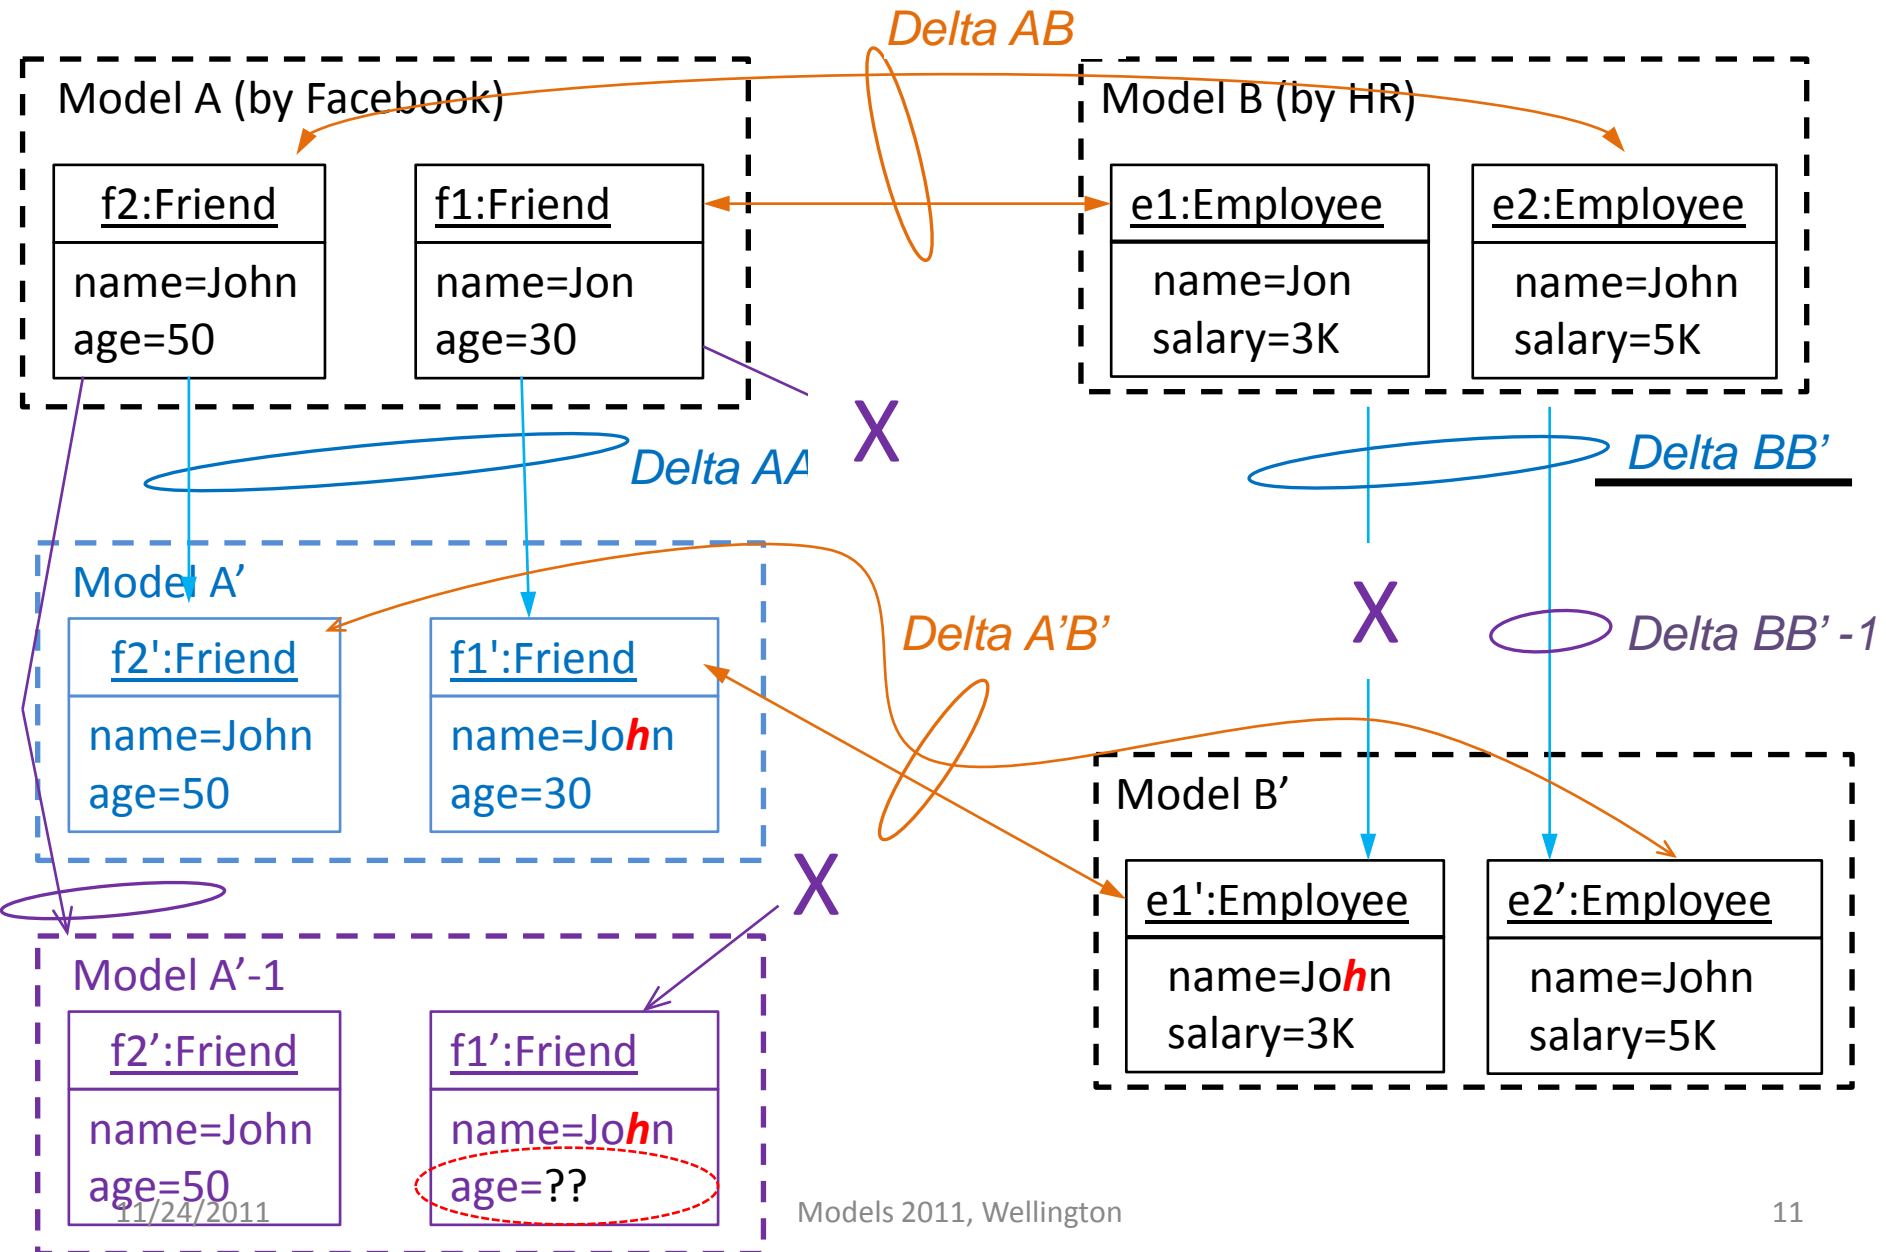 Delta AB
Model A (by Facebook)
Model B (by HR)
f2:Friend
name=John
age=50
f1:Friend
name=Jon
age=30
e1:Employee
name=Jon
salary=3K
e2:Employee
name=John
salary=5K
X
Delta AA
Delta BB’
Model A’
f2':Friend
name=John
age=50
f1':Friend
name=John
age=30
Delta A’B’
X
Delta BB’ -1
Model B’
e1':Employee
name=John
salary=3K
e2’:Employee
name=John
salary=5K
X
Model A’-1
f2’:Friend
name=John
age=50
f1’:Friend
name=John
age=??
11/24/2011
Models 2011, Wellington
11